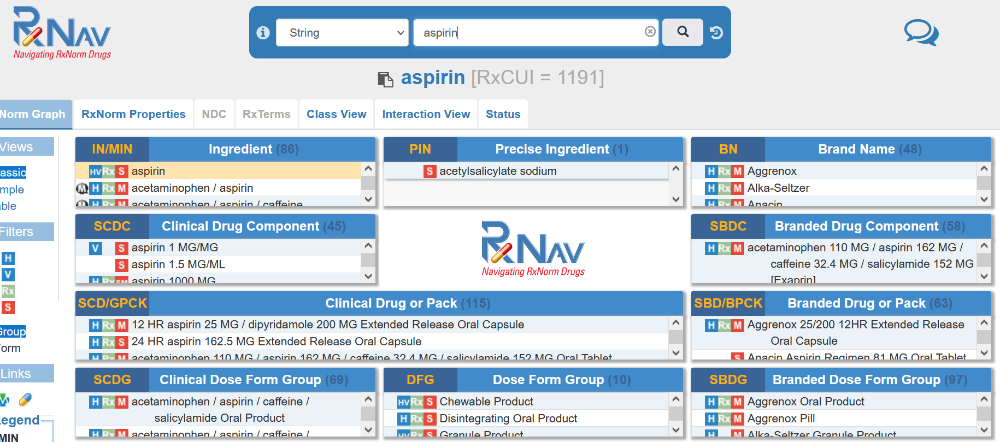 RxNav
Navigating RxNorm Drugs
String
aspirin
aspirin [RxCUI = 1191]
Norm Graph
RxNorm Properties
NDC
RxTerms
Class View
Interaction View
Status
Views
assic
mple
able
Filters
H
V
Rx
S
Group
Form
Links
Legend
MIN
IN/MIN Ingredient (86)
HV Rx S aspirin
M H Rx M acetaminophen / aspirin
M H Rx M acetaminophen / aspirin / caffeine
PIN Precise Ingredient (1)
S acetylsalicylate sodium
BN Brand Name (48)
H Rx M Aggrenox
H Rx M Alka-Seltzer
H Rx M Anacin
SCDC Clinical Drug Component (45)
V S aspirin 1 MG/MG
S aspirin 1.5 MG/ML
H Rx SM aspirin 1000 MG
RxNav
Navigating RxNorm Drugs
SBDC Branded Drug Component (58)
H Rx M acetaminophen 110 MG / aspirin 162 MG /
caffeine 32.4 MG / salicylamide 152 MG
[Exaprin]
SCD/GPCK Clinical Drug or Pack (115)
H Rx M 12 HR aspirin 25 MG / dipyridamole 200 MG Extended Release Oral Capsule
H Rx S 24 HR aspirin 162.5 MG Extended Release Oral Capsule
H Rx M acetaminophen 110 MG / aspirin 162 MG / caffeine 32.4 MG / salicylamide 152 MG Oral Tablet
SBD/BPCK Branded Drug or Pack (63)
H Rx M Aggrenox 25/200 12HR Extended Release
Oral Capsule
S Anacin Aspirin Regimen 81 MG Oral Tablet
SCDG Clinical Dose Form Group (69)
H Rx M acetaminophen / aspirin / caffeine /
salicylamide Oral Product
H Rx M acetaminophen / aspirin / caffeine /
DFG Dose Form Group (10)
HV Rx S Chewable Product
H Rx S Disintegrating Oral Product
HV Rx S Granule Product
SBDG Branded Dose Form Group (97)
H Rx M Aggrenox Oral Product
H Rx M Aggrenox Pill
H M Alka-Seltzer Granule Product